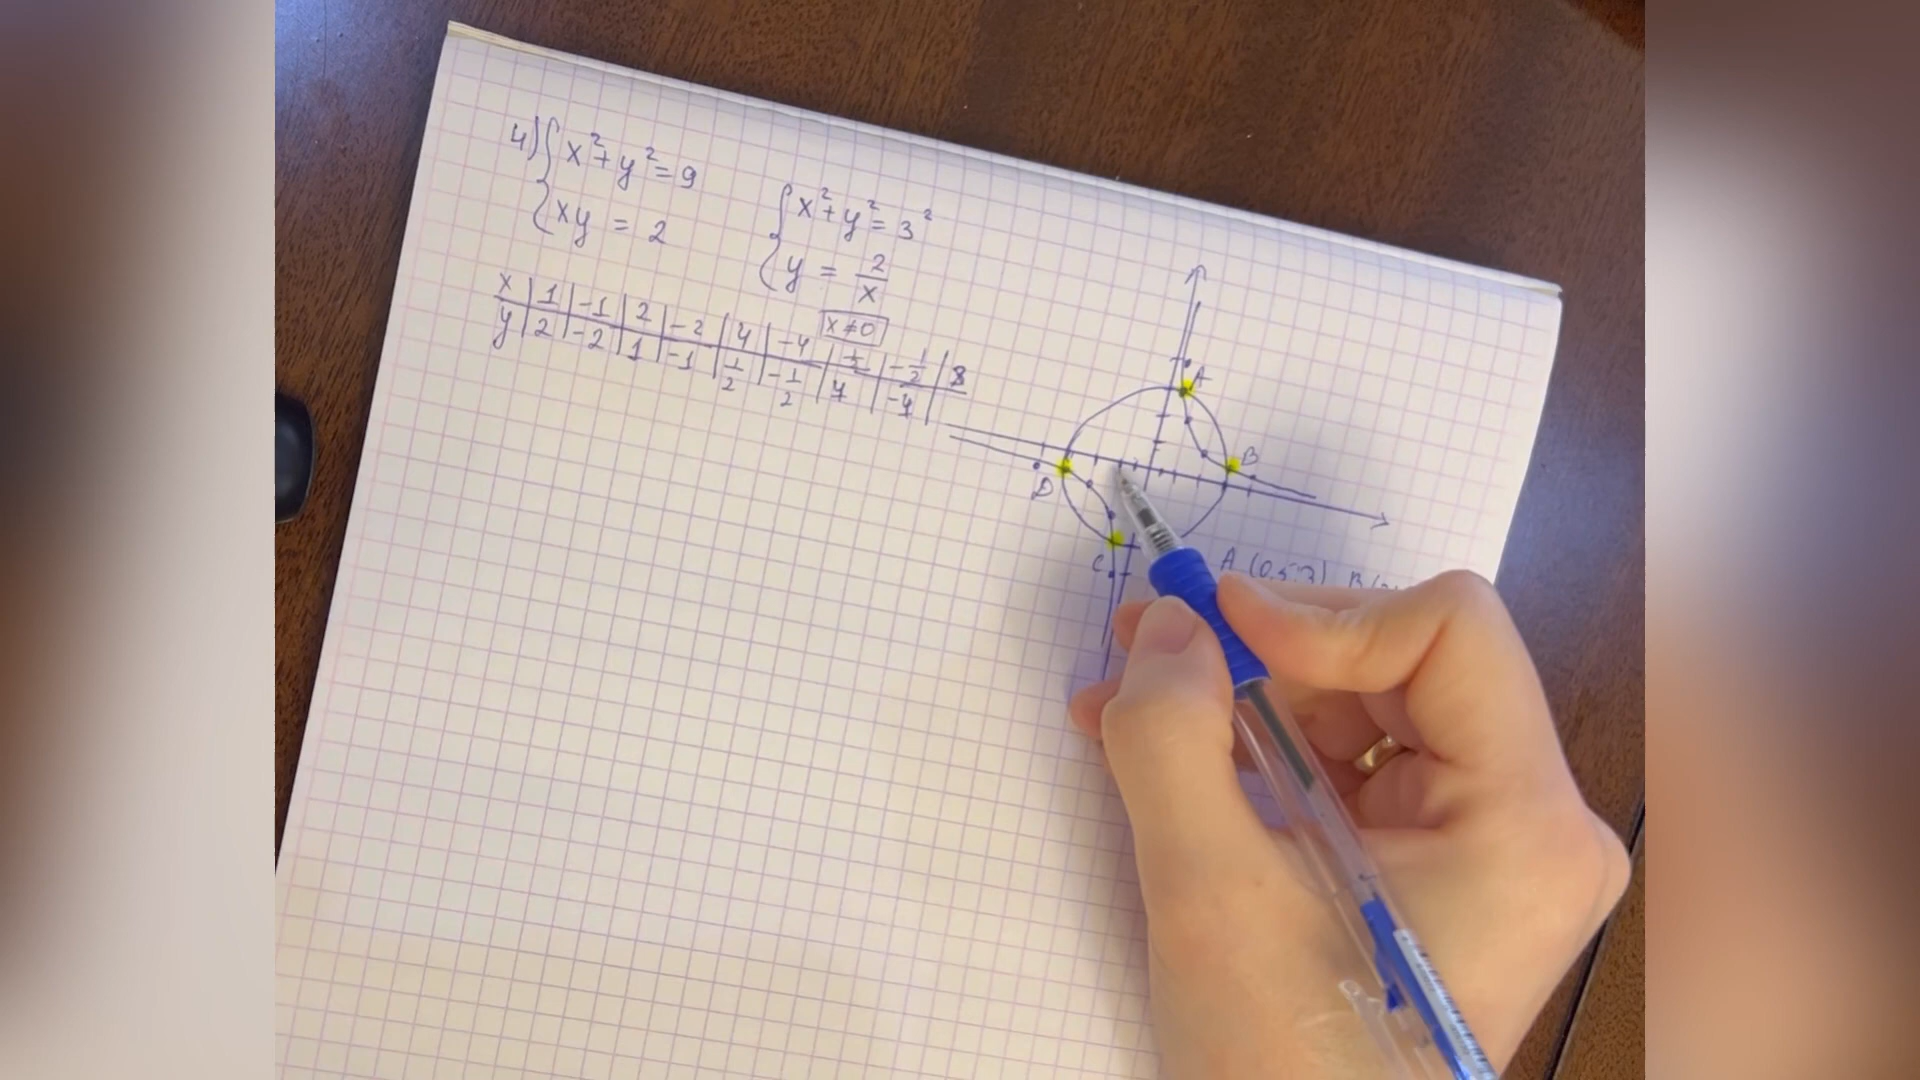 4) { x² + y² = 9
xy = 2
{ x² + y² = 3²
y = 2/x
x ≠ 0
x | 1 | -1 | 2 | -2 | 4 | -4 | 1/2 | -1/2 | 8
y | 2 | -2 | 1 | -1 | 1/2 | -1/2 | 4 | -4 |
A
B
D
C
A (0,5;3) B